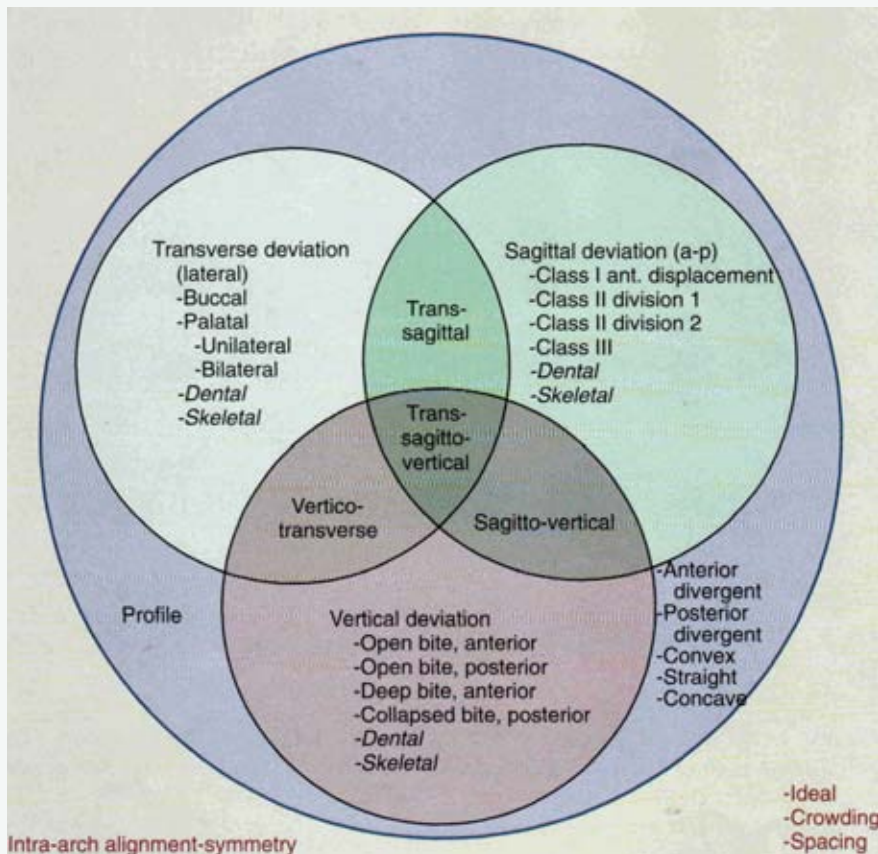 Transverse deviation
(lateral)
-Buccal
-Palatal
-Unilateral
-Bilateral
-Dental
-Skeletal
Trans-
sagittal
Sagittal deviation (a-p)
-Class I ant. displacement
-Class II division 1
-Class II division 2
-Class III
-Dental
-Skeletal
Trans-
sagitto-
vertical
Vertico-
transverse
Sagitto-vertical
Profile
Vertical deviation
-Open bite, anterior
-Open bite, posterior
-Deep bite, anterior
-Collapsed bite, posterior
-Dental
-Skeletal
-Anterior
divergent
-Posterior
divergent
-Convex
-Straight
-Concave
Intra-arch alignment-symmetry
-Ideal
-Crowding
-Spacing